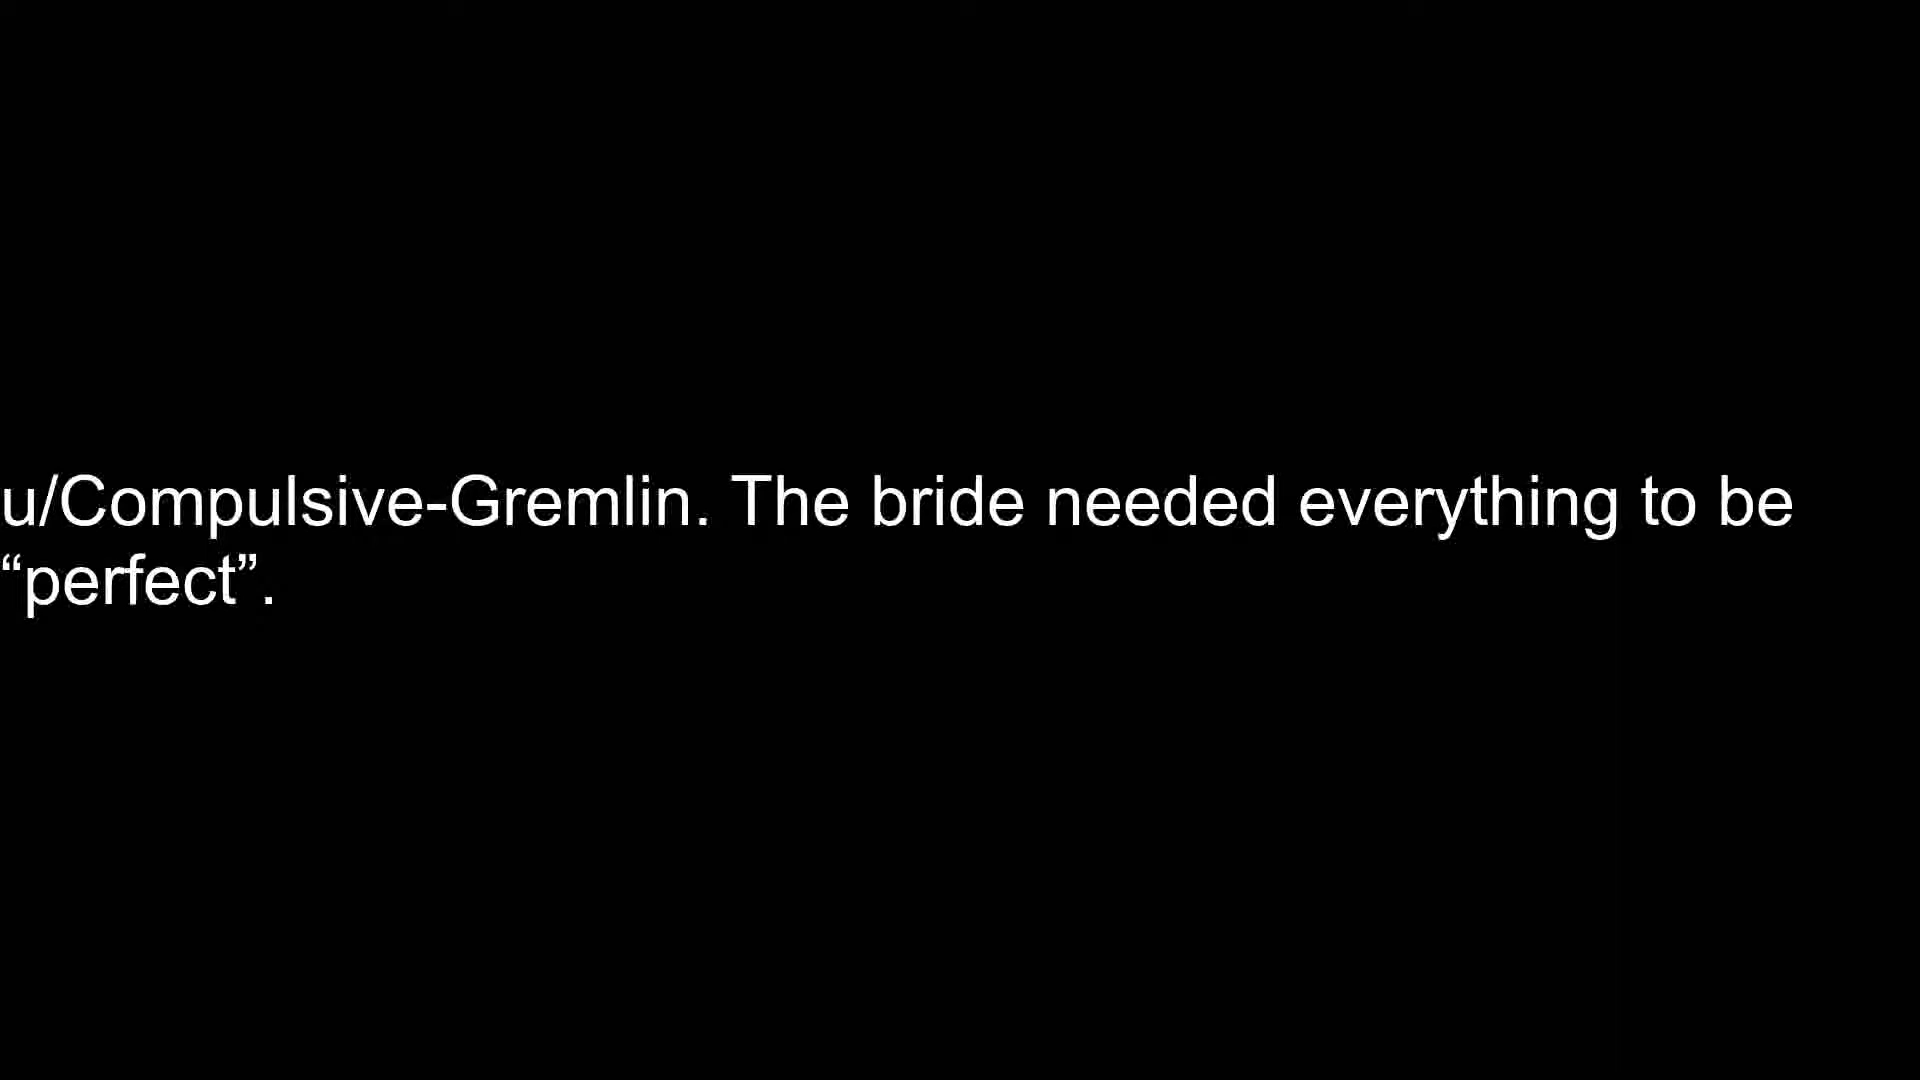 u/Compulsive-Gremlin. The bride needed everything to be
“perfect”.